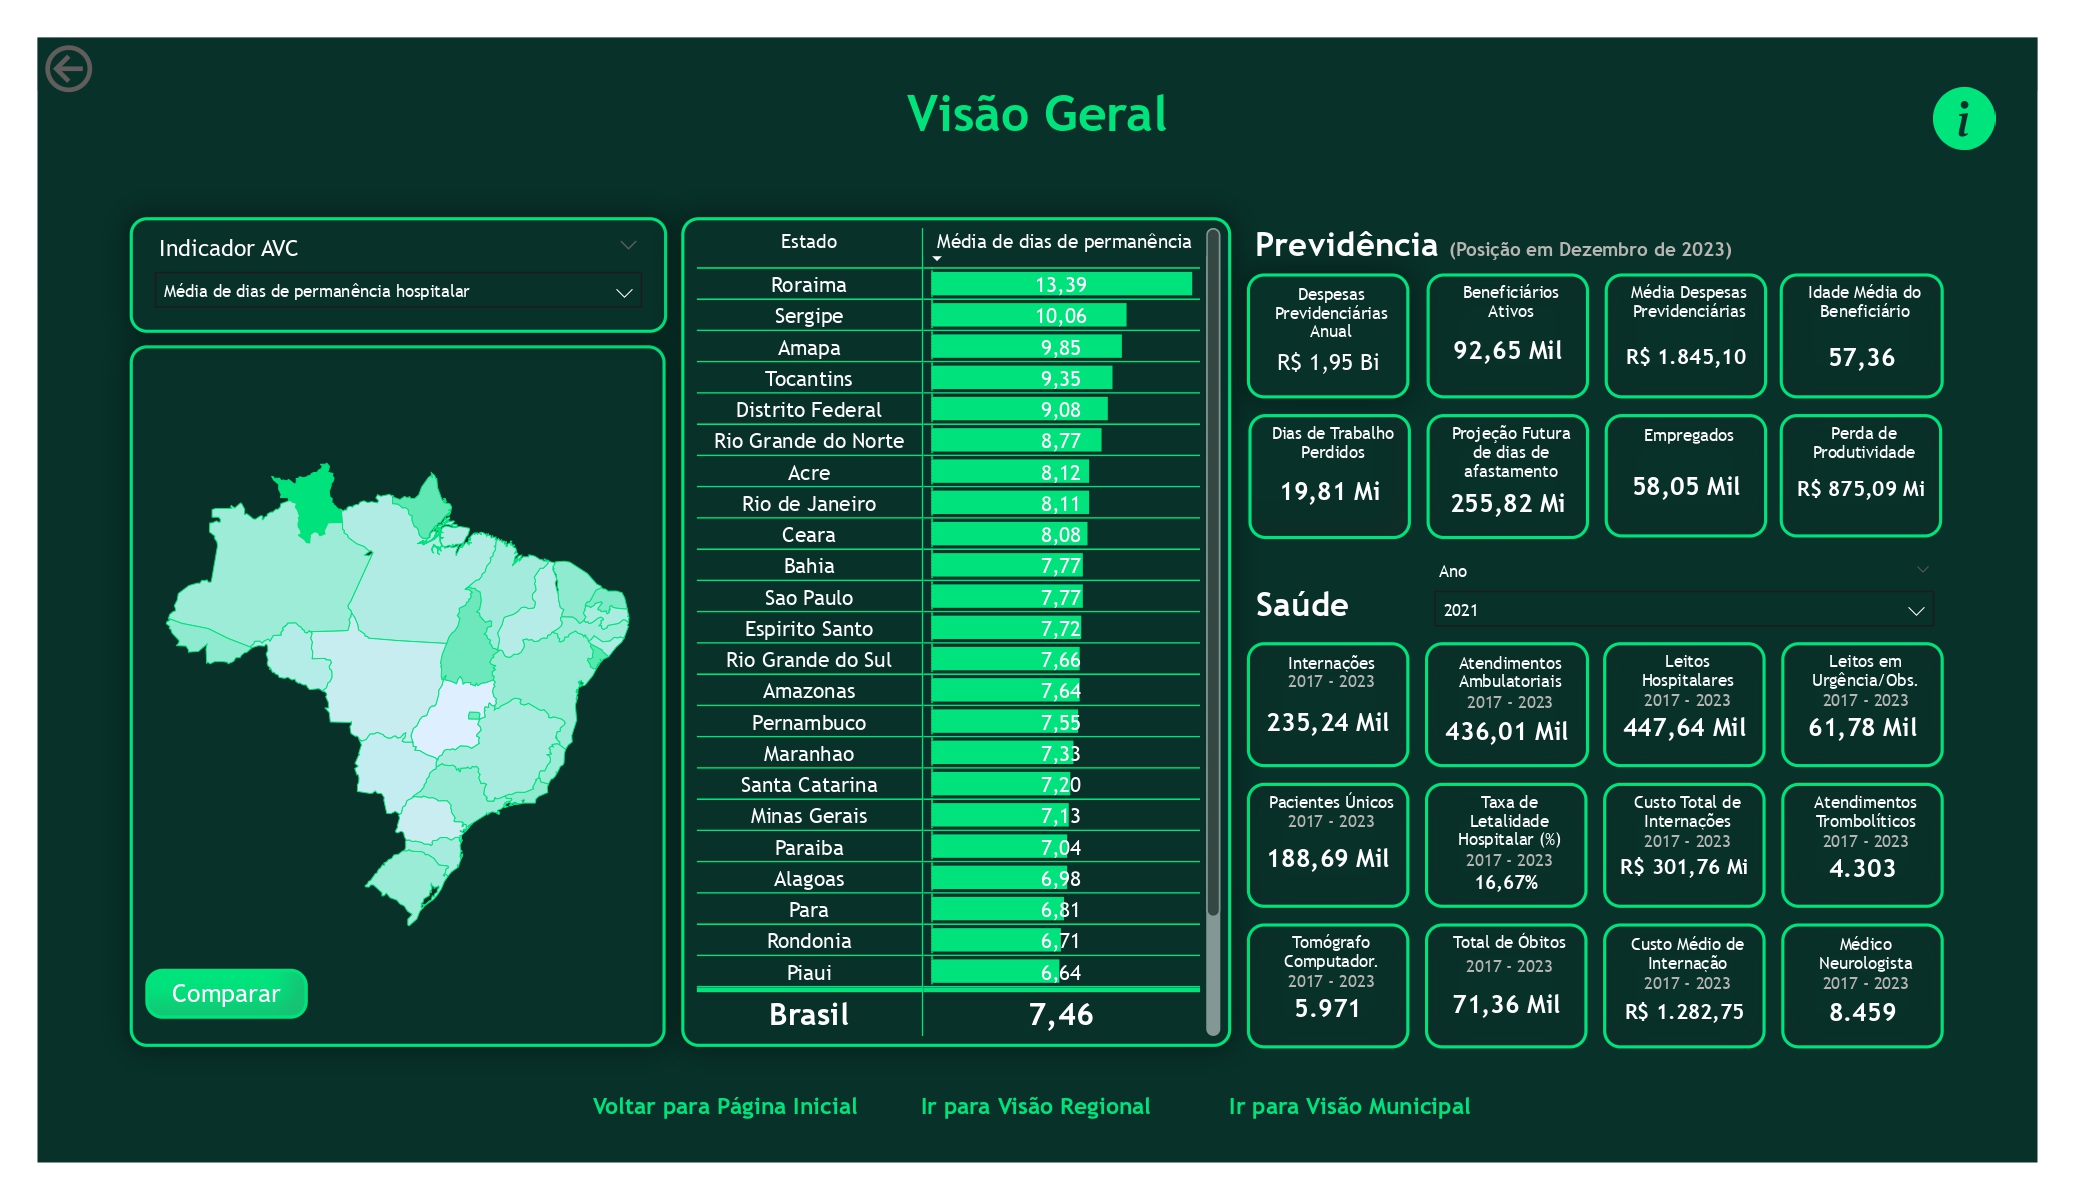 Visão Geral
i
Indicador AVC
Média de dias de permanência hospitalar
Comparar
Estado Média de dias de permanência
Roraima 13,39
Sergipe 10,06
Amapa 9,85
Tocantins 9,35
Distrito Federal 9,08
Rio Grande do Norte 8,77
Acre 8,12
Rio de Janeiro 8,11
Ceara 8,08
Bahia 7,77
Sao Paulo 7,77
Espirito Santo 7,72
Rio Grande do Sul 7,66
Amazonas 7,64
Pernambuco 7,55
Maranhao 7,33
Santa Catarina 7,20
Minas Gerais 7,13
Paraiba 7,04
Alagoas 6,98
Para 6,81
Rondonia 6,71
Piaui 6,64
Brasil 7,46
Previdência (Posição em Dezembro de 2023)
Despesas
Previdenciárias
Anual
R$ 1,95 Bi
Beneficiários
Ativos
92,65 Mil
Média Despesas
Previdenciárias
R$ 1.845,10
Idade Média do
Beneficiário
57,36
Dias de Trabalho
Perdidos
19,81 Mi
Projeção Futura
de dias de
afastamento
255,82 Mi
Empregados
58,05 Mil
Perda de
Produtividade
R$ 875,09 Mi
Saúde
Ano
2021
Internações
2017 - 2023
235,24 Mil
Atendimentos
Ambulatoriais
2017 - 2023
436,01 Mil
Leitos
Hospitalares
2017 - 2023
447,64 Mil
Leitos em
Urgência/Obs.
2017 - 2023
61,78 Mil
Pacientes Únicos
2017 - 2023
188,69 Mil
Taxa de
Letalidade
Hospitalar (%)
2017 - 2023
16,67%
Custo Total de
Internações
2017 - 2023
R$ 301,76 Mi
Atendimentos
Trombolíticos
2017 - 2023
4.303
Tomógrafo
Computador.
2017 - 2023
5.971
Total de Óbitos
2017 - 2023
71,36 Mil
Custo Médio de
Internação
2017 - 2023
R$ 1.282,75
Médico
Neurologista
2017 - 2023
8.459
Voltar para Página Inicial Ir para Visão Regional Ir para Visão Municipal